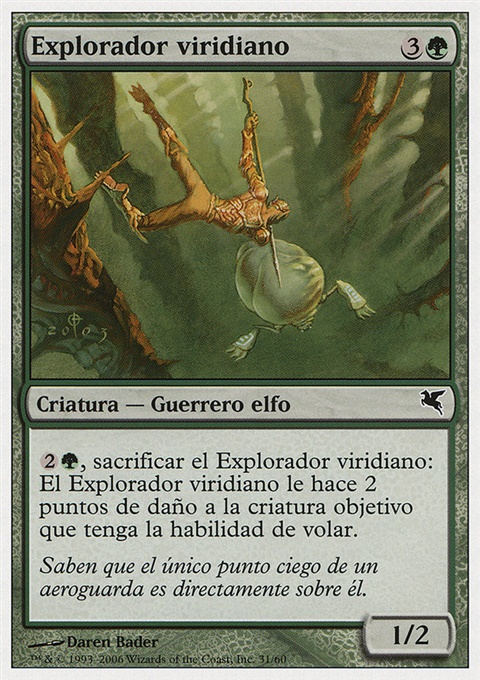 Explorador viridiano 3
2003
Criatura — Guerrero elfo
2, sacrificar el Explorador viridiano:
El Explorador viridiano le hace 2
puntos de daño a la criatura objetivo
que tenga la habilidad de volar.
Saben que el único punto ciego de un
aeroguarda es directamente sobre él.
1/2
Daren Bader
™ & © 1993–2006 Wizards of the Coast, Inc. 31/60